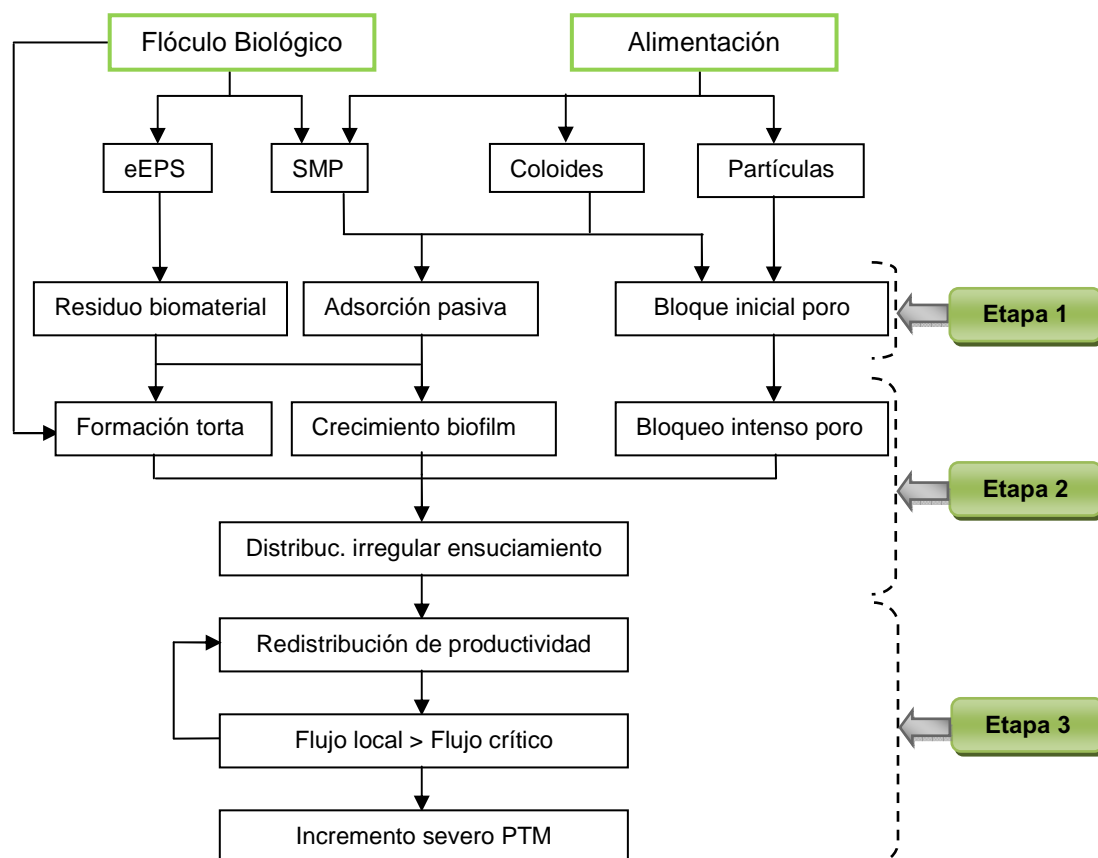 Flóculo Biológico
Alimentación
eEPS
SMP
Coloides
Partículas
Residuo biomaterial
Adsorción pasiva
Bloque inicial poro
Etapa 1
Formación torta
Crecimiento biofilm
Bloqueo intenso poro
Etapa 2
Distribuc. irregular ensuciamiento
Redistribución de productividad
Flujo local > Flujo crítico
Etapa 3
Incremento severo PTM